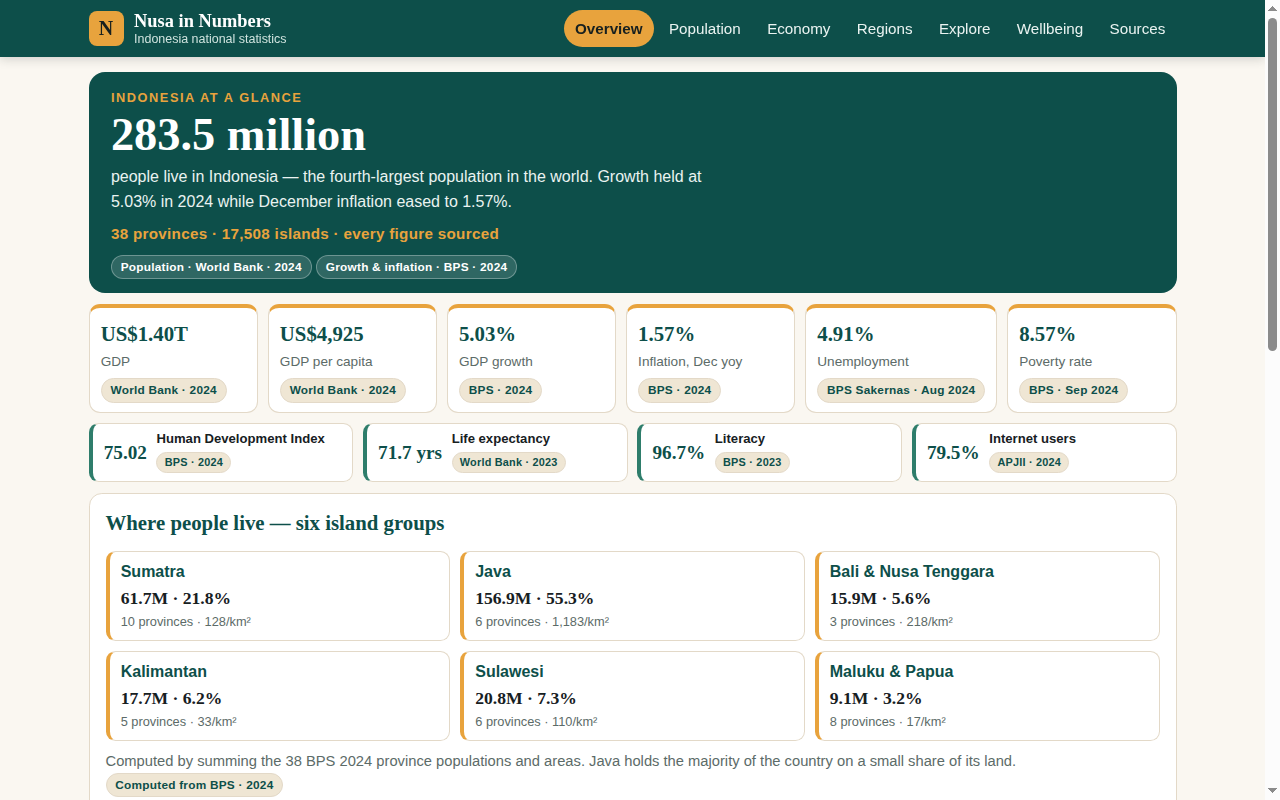 N
Nusa in Numbers
Indonesia national statistics
Overview
Population
Economy
Regions
Explore
Wellbeing
Sources
INDONESIA AT A GLANCE
283.5 million
people live in Indonesia — the fourth-largest population in the world. Growth held at
5.03% in 2024 while December inflation eased to 1.57%.
38 provinces · 17,508 islands · every figure sourced
Population · World Bank · 2024
Growth & inflation · BPS · 2024
US$1.40T
GDP
World Bank · 2024
US$4,925
GDP per capita
World Bank · 2024
5.03%
GDP growth
BPS · 2024
1.57%
Inflation, Dec yoy
BPS · 2024
4.91%
Unemployment
BPS Sakernas · Aug 2024
8.57%
Poverty rate
BPS · Sep 2024
75.02
Human Development Index
BPS · 2024
71.7 yrs
Life expectancy
World Bank · 2023
96.7%
Literacy
BPS · 2023
79.5%
Internet users
APJII · 2024
Where people live — six island groups
Sumatra
61.7M · 21.8%
10 provinces · 128/km²
Java
156.9M · 55.3%
6 provinces · 1,183/km²
Bali & Nusa Tenggara
15.9M · 5.6%
3 provinces · 218/km²
Kalimantan
17.7M · 6.2%
5 provinces · 33/km²
Sulawesi
20.8M · 7.3%
6 provinces · 110/km²
Maluku & Papua
9.1M · 3.2%
8 provinces · 17/km²
Computed by summing the 38 BPS 2024 province populations and areas. Java holds the majority of the country on a small share of its land.
Computed from BPS · 2024